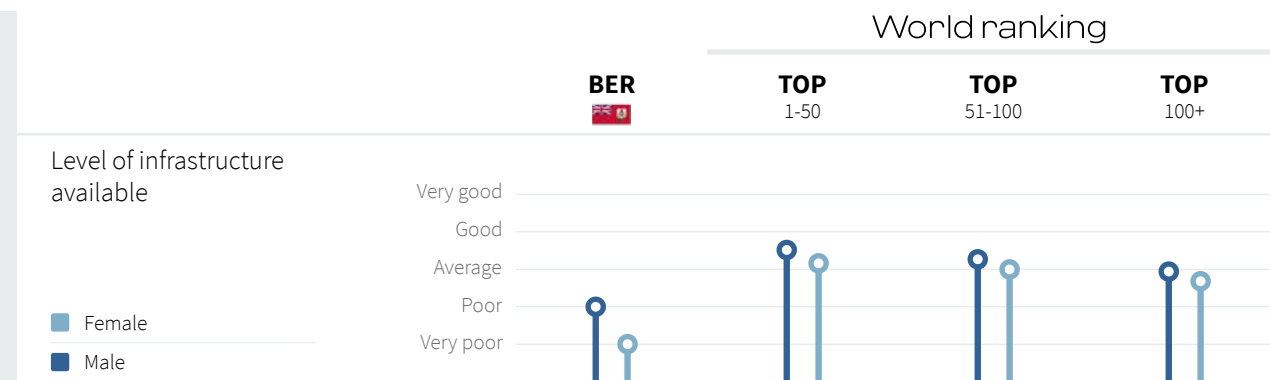 World ranking
BER
TOP
TOP
TOP
1-50
51-100
100+
Level of infrastructure
available
Very good
Good
Average
Poor
Very poor
Female
Male